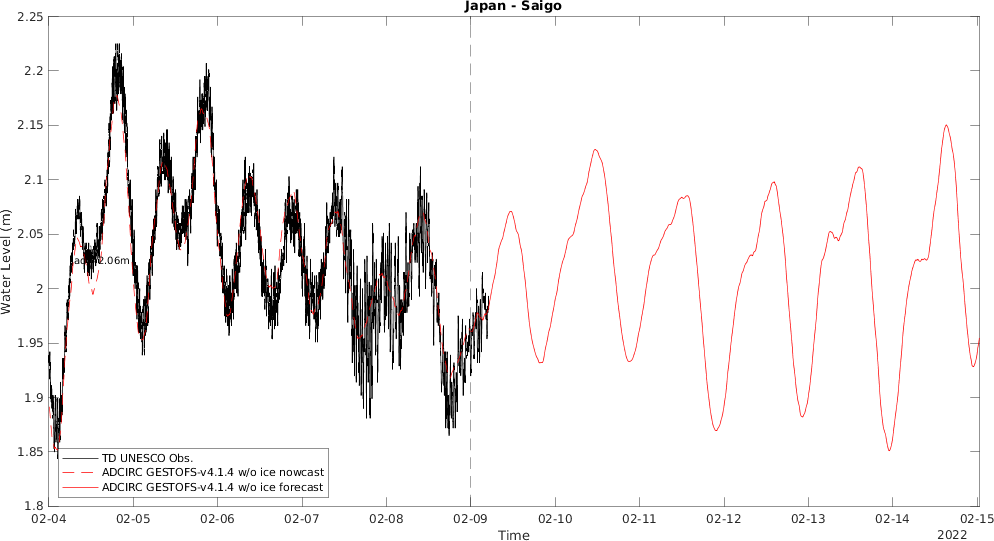 Japan - Saigo
2.25
2.2
2.15
2.1
2.05
2
1.95
1.9
1.85
1.8
Water Level (m)
2.06m
TD UNESCO Obs.
ADCIRC GESTOFS-v4.1.4 w/o ice nowcast
ADCIRC GESTOFS-v4.1.4 w/o ice forecast
02-04 02-05 02-06 02-07 02-08 02-09 02-10 02-11 02-12 02-13 02-14 02-15
Time
2022